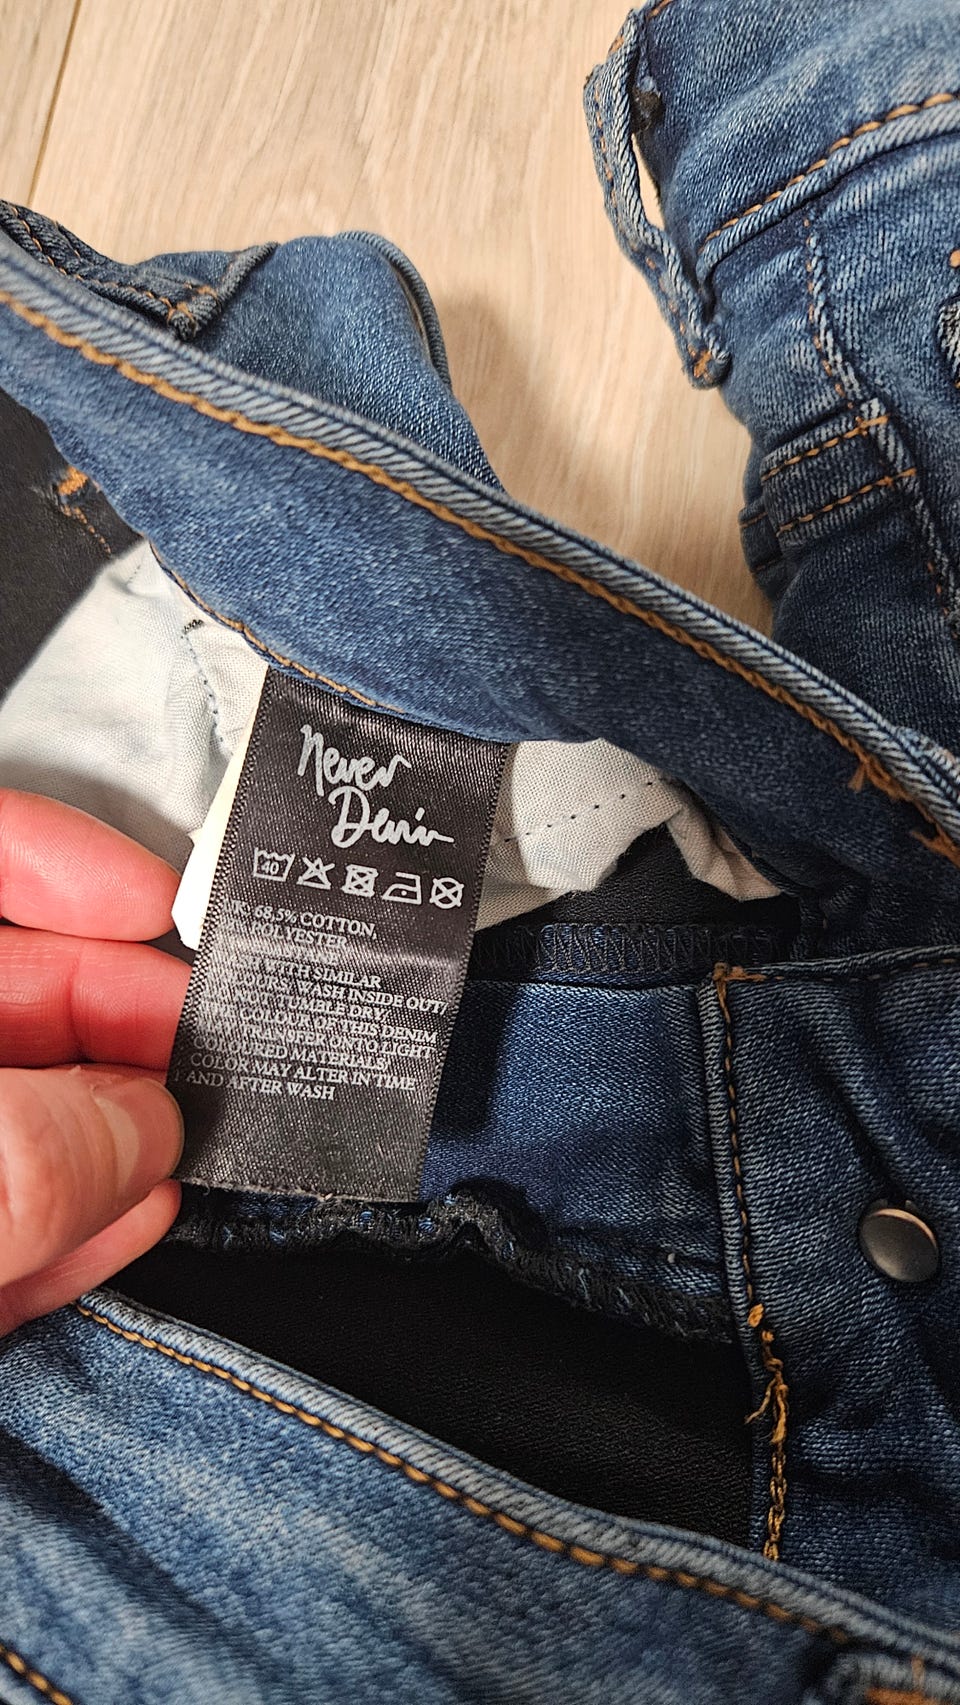 Never
Denim
40
68,5% COTTON,
POLYESTER
WITH SIMILAR
WASH INSIDE OUT/
NOT TUMBLE DRY.
COLOUR OF THIS DENIM
TRANSFER ONTO LIGHT
COLOURED MATERIALS/
COLOR MAY ALTER IN TIME
AND AFTER WASH